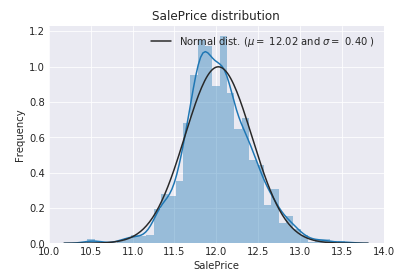 SalePrice distribution
Normal dist. (μ = 12.02 and σ = 0.40 )
1.2
1.0
0.8
0.6
0.4
0.2
0.0
Frequency
10.0 10.5 11.0 11.5 12.0 12.5 13.0 13.5 14.0
SalePrice